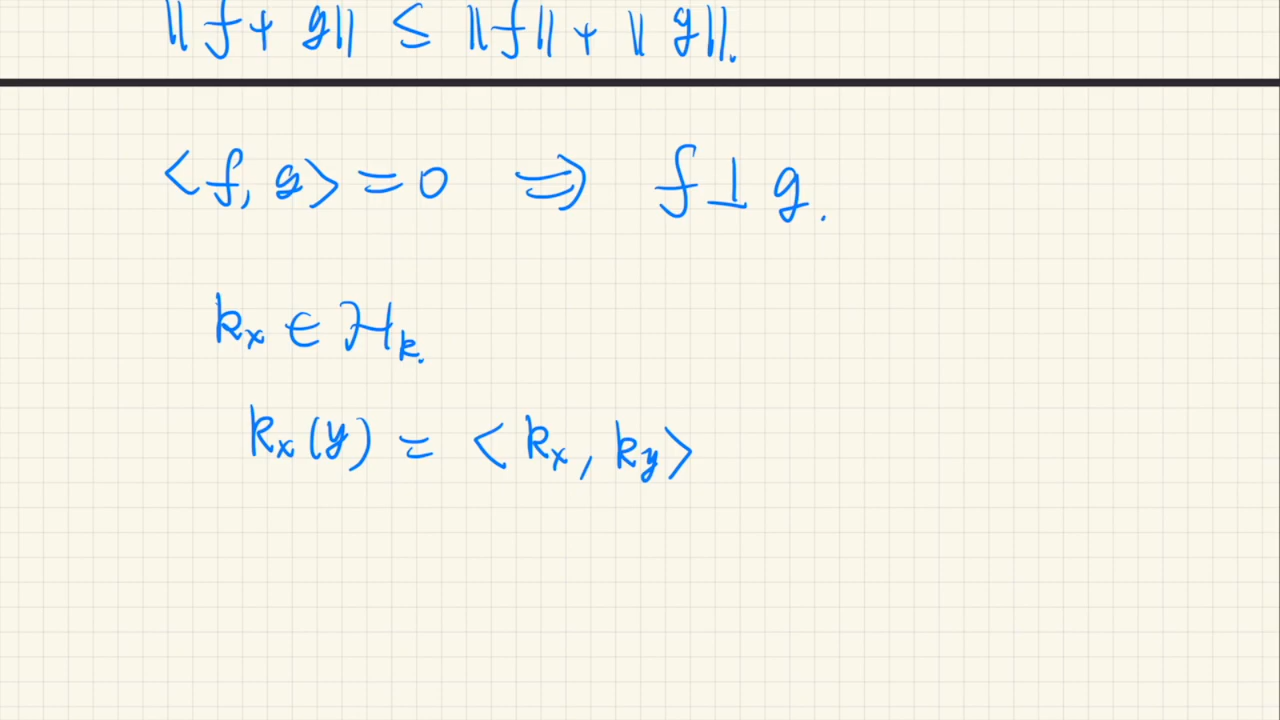 ‖f + g‖ ≤ ‖f‖ + ‖g‖.
<f, g> = 0 ⇒ f ⊥ g.
kₓ ∈ ℋₖ.
kₓ(y) = <kₓ, k_y>